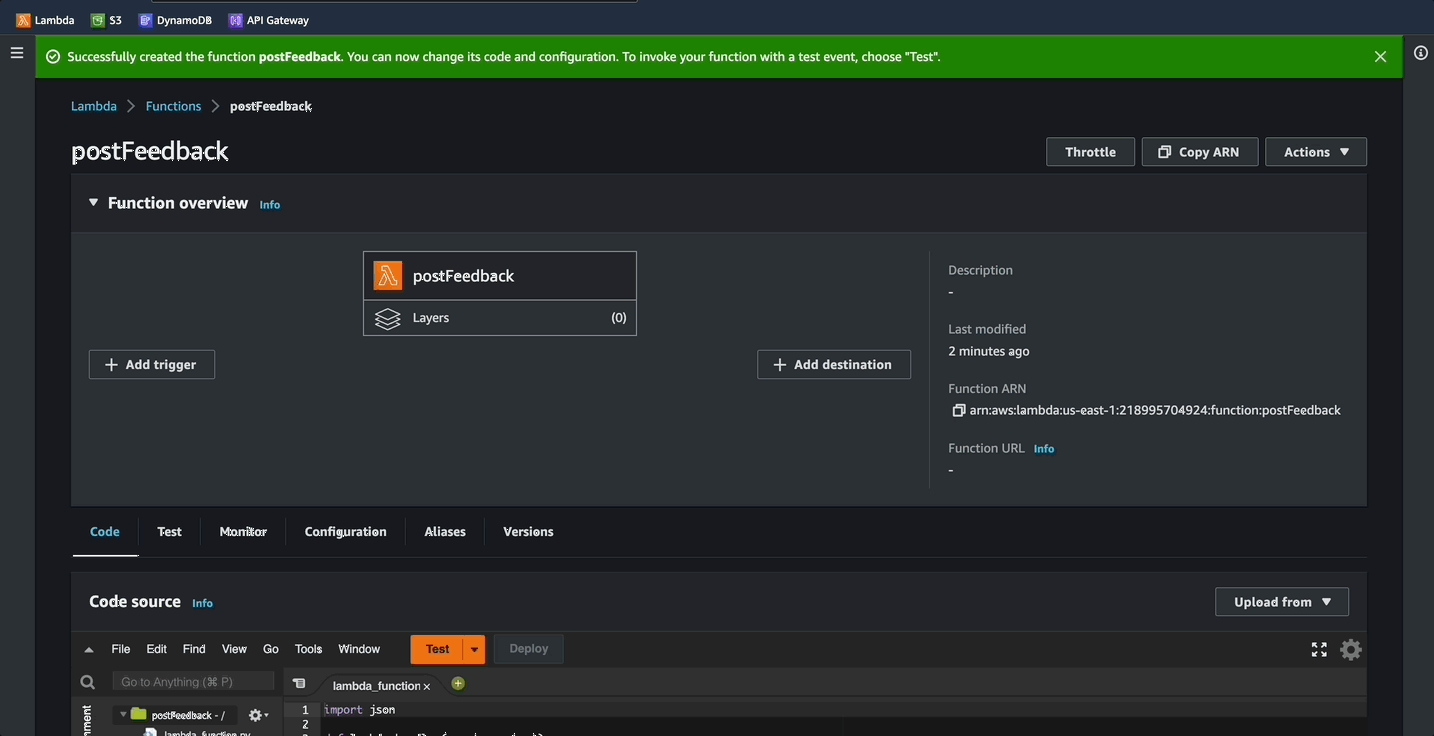 Lambda S3 DynamoDB API Gateway
Successfully created the function postFeedback. You can now change its code and configuration. To invoke your function with a test event, choose "Test".
Lambda > Functions > postFeedback
postFeedback
Throttle Copy ARN Actions
Function overview Info
postFeedback
Layers (0)
+ Add trigger
+ Add destination
Description
-
Last modified
2 minutes ago
Function ARN
arn:aws:lambda:us-east-1:218995704924:function:postFeedback
Function URL Info
-
Code Test Monitor Configuration Aliases Versions
Code source Info
Upload from
File Edit Find View Go Tools Window Test Deploy
Go to Anything (⌘ P)
lambda_function ×
postFeedback - /
lambda_function.py
1 import json
2